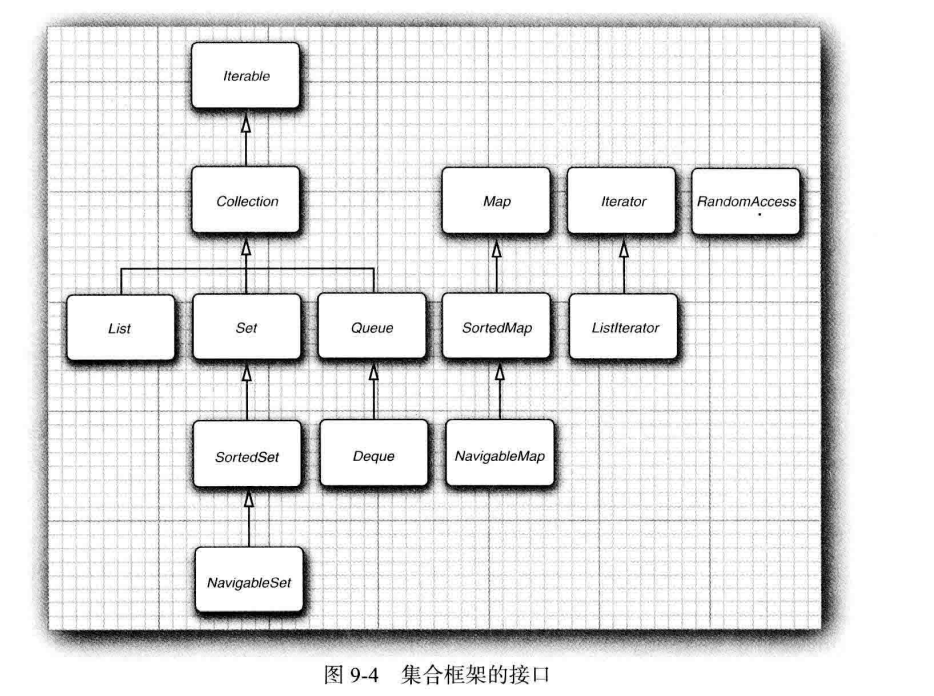 Iterable
Collection
Map
Iterator
RandomAccess
List
Set
Queue
SortedMap
ListIterator
SortedSet
Deque
NavigableMap
NavigableSet
图 9-4 集合框架的接口